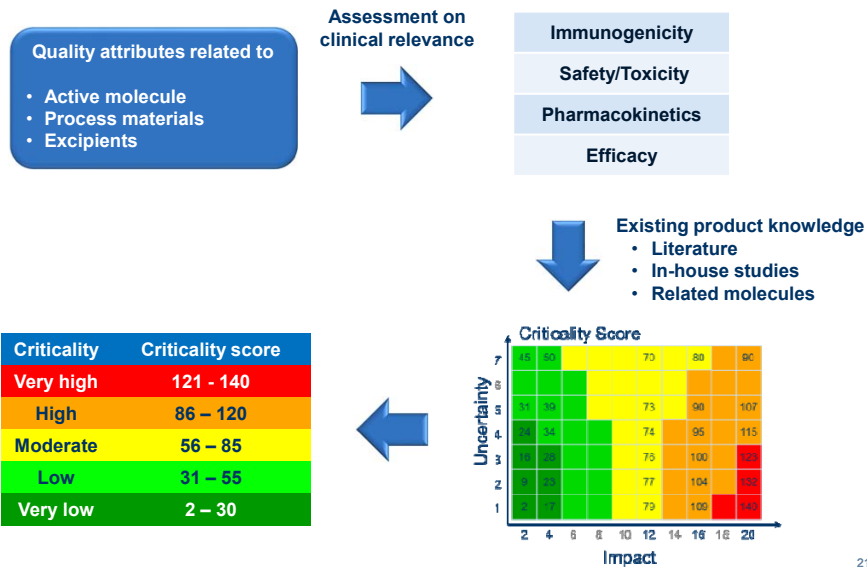 Quality attributes related to
• Active molecule
• Process materials
• Excipients
Assessment on
clinical relevance
Immunogenicity
Safety/Toxicity
Pharmacokinetics
Efficacy
Existing product knowledge
• Literature
• In-house studies
• Related molecules
Criticality Criticality score
Very high 121 - 140
High 86 – 120
Moderate 56 – 85
Low 31 – 55
Very low 2 – 30
Criticality Score
Uncertainty
7 45 50 70 80 90
6
5 31 39 73 90 107
4 24 34 74 95 115
3 16 28 76 100 123
2 9 23 77 104 132
1 2 17 79 109 140
2 4 6 8 10 12 14 16 18 20
Impact
21